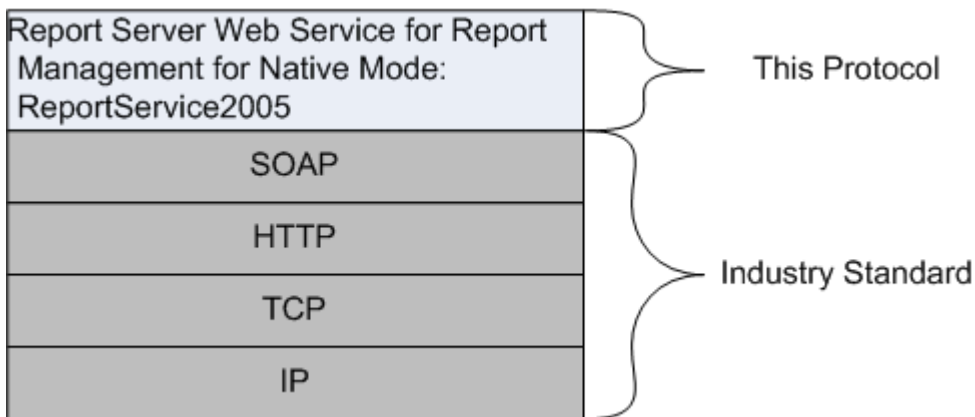 Report Server Web Service for Report
Management for Native Mode:
ReportService2005
This Protocol
SOAP
HTTP
TCP
IP
Industry Standard